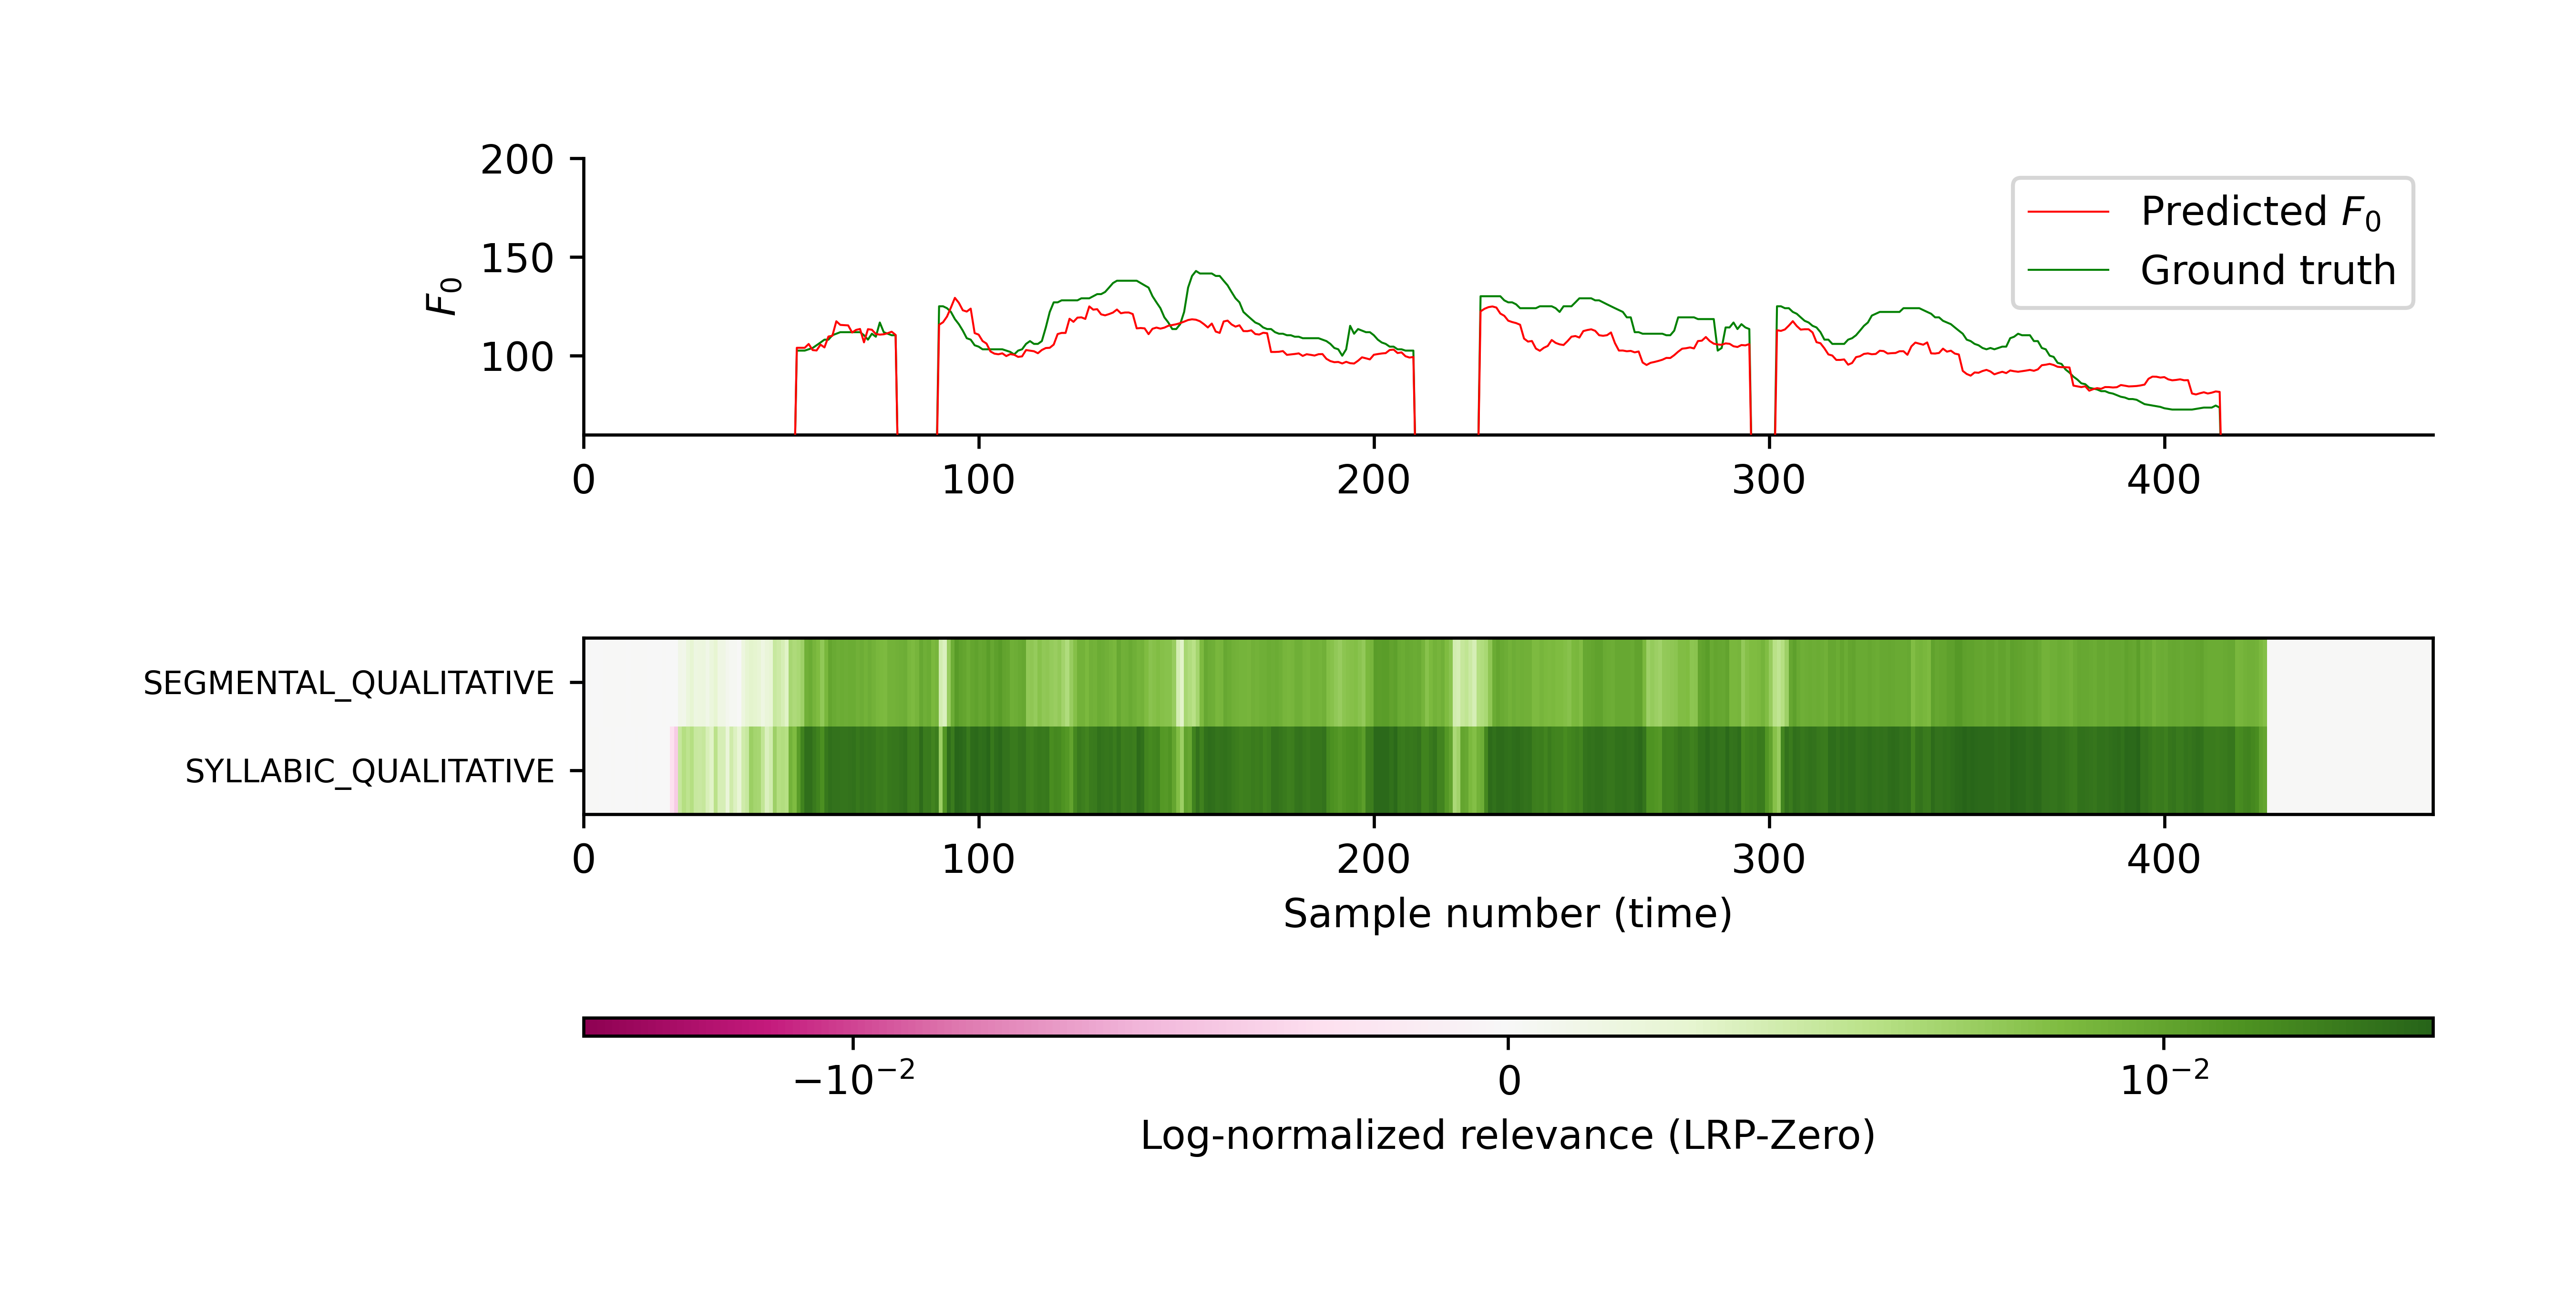 200
150
100
F₀
Predicted F₀
Ground truth
0 100 200 300 400
SEGMENTAL_QUALITATIVE
SYLLABIC_QUALITATIVE
0 100 200 300 400
Sample number (time)
−10⁻² 0 10⁻²
Log-normalized relevance (LRP-Zero)